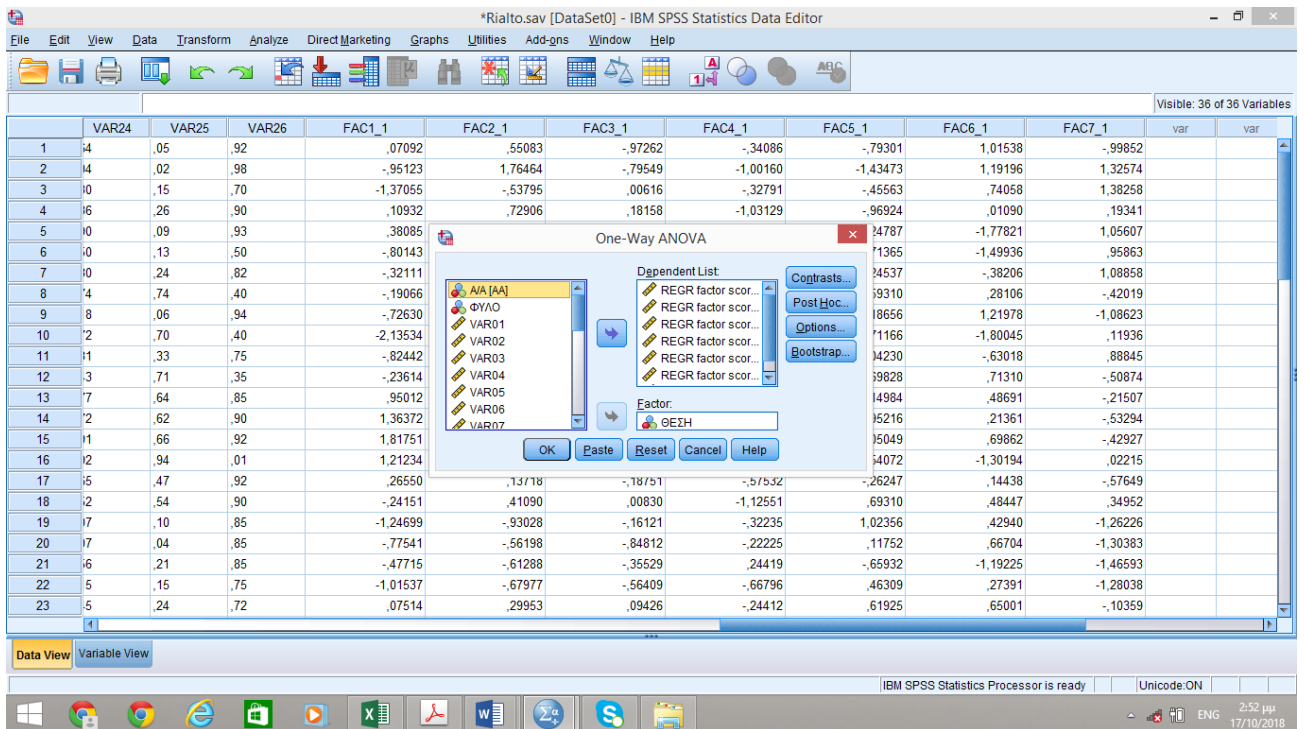 *Rialto.sav [DataSet0] - IBM SPSS Statistics Data Editor
File Edit View Data Transform Analyze Direct Marketing Graphs Utilities Add-ons Window Help
Visible: 36 of 36 Variables
VAR24 VAR25 VAR26 FAC1_1 FAC2_1 FAC3_1 FAC4_1 FAC5_1 FAC6_1 FAC7_1 var var
1 ,05 ,92 ,07092 ,55083 -,97262 -,34086 -,79301 1,01538 -,99852
2 ,02 ,98 -,95123 1,76464 -,79549 -1,00160 -1,43473 1,19196 1,32574
3 ,15 ,70 -1,37055 -,53795 ,00616 -,32791 -,45563 ,74058 1,38258
4 ,26 ,90 ,10932 ,72906 ,18158 -1,03129 -,96924 ,01090 ,19341
5 ,09 ,93 ,38085 24787 -1,77821 1,05607
6 ,13 ,50 -,80143 71365 -1,49936 ,95863
7 ,24 ,82 -,32111 24537 -,38206 1,08858
8 ,74 ,40 -,19066 59310 ,28106 -,42019
9 ,06 ,94 -,72630 18656 1,21978 -1,08623
10 ,70 ,40 -2,13534 71166 -1,80045 ,11936
11 ,33 ,75 -,82442 04230 -,63018 ,88845
12 ,71 ,35 -,23614 59828 ,71310 -,50874
13 ,64 ,85 ,95012 14984 ,48691 -,21507
14 ,62 ,90 1,36372 95216 ,21361 -,53294
15 ,66 ,92 1,81751 05049 ,69862 -,42927
16 ,94 ,01 1,21234 54072 -1,30194 ,02215
17 ,47 ,92 ,26550 ,13718 -,18751 -,57532 -,26247 ,14438 -,57649
18 ,54 ,90 -,24151 ,41090 ,00830 -1,12551 ,69310 ,48447 ,34952
19 ,10 ,85 -1,24699 -,93028 -,16121 -,32235 1,02356 ,42940 -1,26226
20 ,04 ,85 -,77541 -,56198 -,84812 -,22225 ,11752 ,66704 -1,30383
21 ,21 ,85 -,47715 -,61288 -,35529 ,24419 -,65932 -1,19225 -1,46593
22 ,15 ,75 -1,01537 -,67977 -,56409 -,66796 ,46309 ,27391 -1,28038
23 ,24 ,72 ,07514 ,29953 ,09426 -,24412 ,61925 ,65001 -,10359
One-Way ANOVA
A/A [AA]
ΦΥΛΟ
VAR01
VAR02
VAR03
VAR04
VAR05
VAR06
VAR07
Dependent List:
REGR factor scor...
REGR factor scor...
REGR factor scor...
REGR factor scor...
REGR factor scor...
REGR factor scor...
Factor:
ΘΕΣΗ
Contrasts...
Post Hoc...
Options...
Bootstrap...
OK Paste Reset Cancel Help
Data View Variable View
IBM SPSS Statistics Processor is ready Unicode:ON
ENG 2:52 μμ
17/10/2018